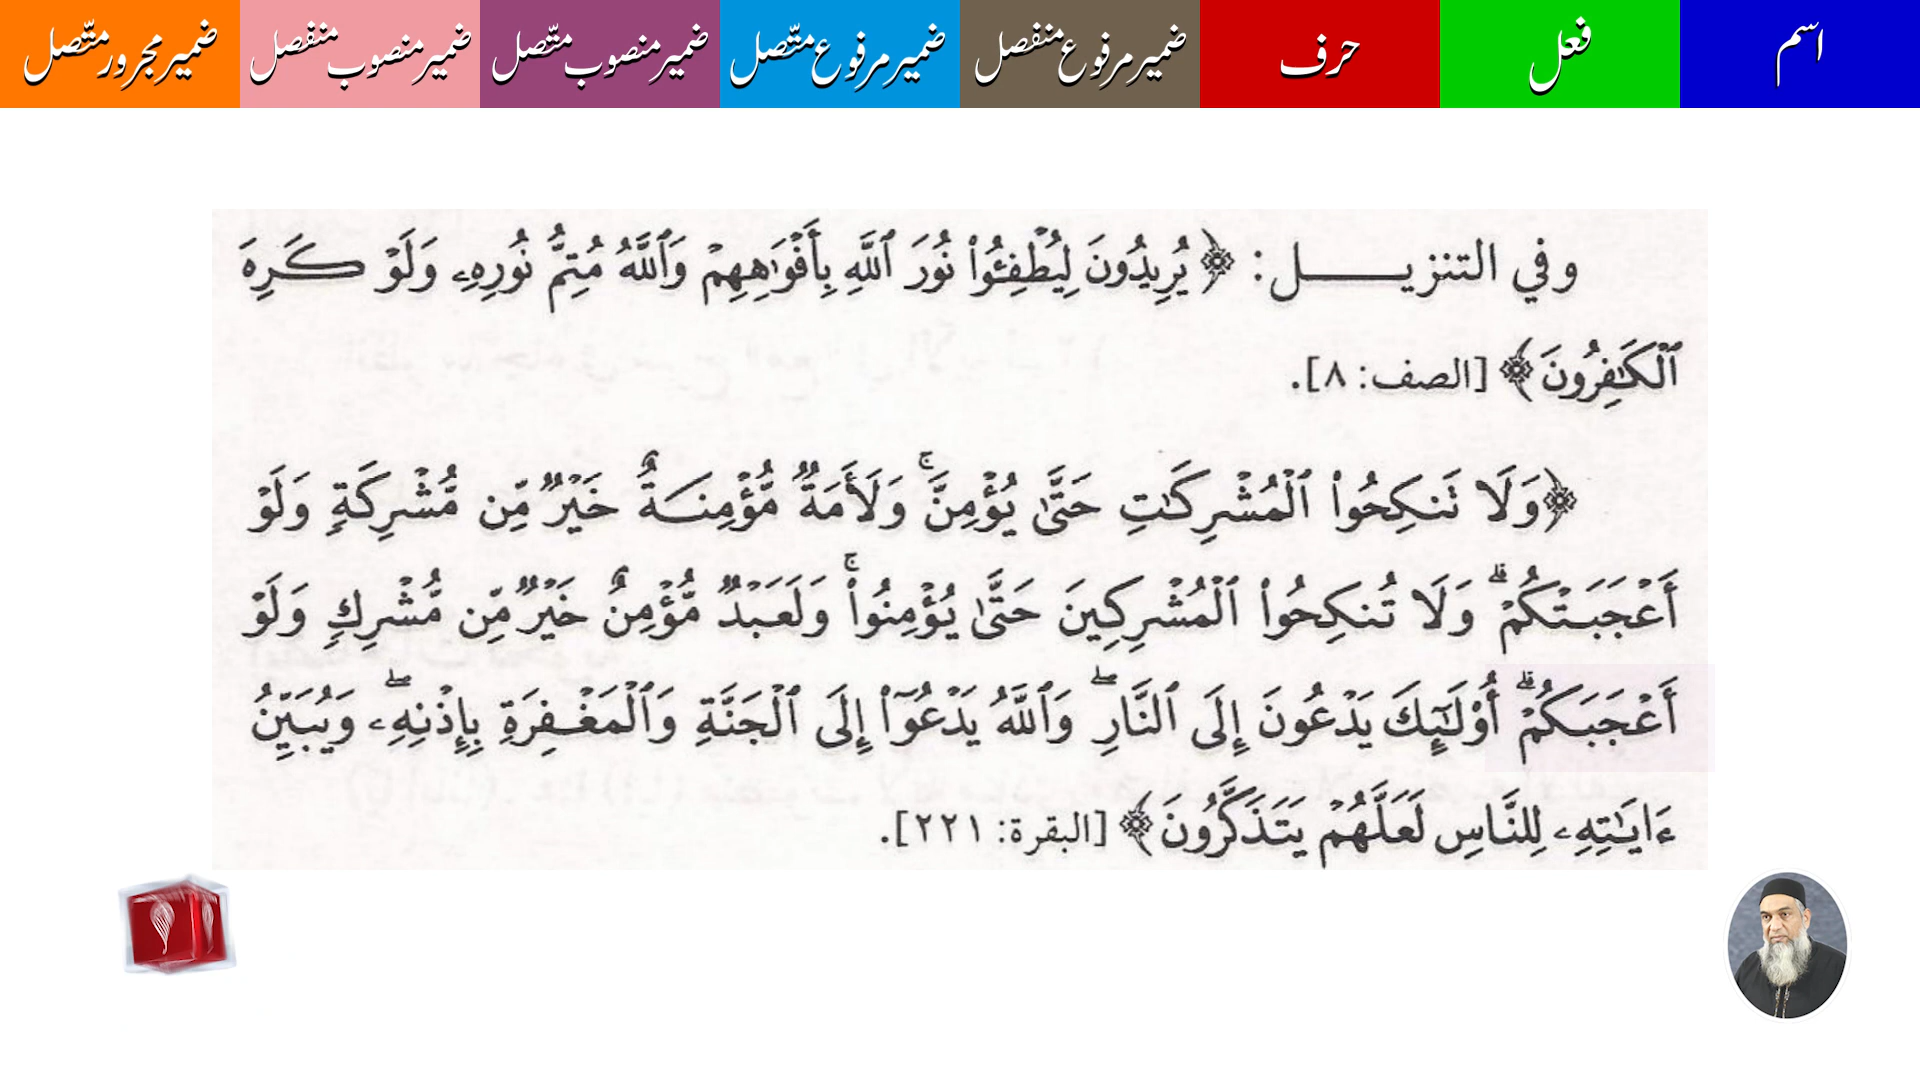 اسم
فعل
حرف
ضمیر مرفوع منفصل
ضمیر مرفوع متّصل
ضمیر منصوب متّصل
ضمیر منصوب منفصل
ضمیر مجرور متّصل
وفي التنزيـــــل: ﴿يُرِيدُونَ لِيُطْفِـُٔوا۟ نُورَ ٱللَّهِ بِأَفْوَٰهِهِمْ وَٱللَّهُ مُتِمُّ نُورِهِۦ وَلَوْ كَرِهَ
ٱلْكَٰفِرُونَ﴾ [الصف: ٨].
﴿وَلَا تَنكِحُوا۟ ٱلْمُشْرِكَٰتِ حَتَّىٰ يُؤْمِنَّ ۚ وَلَأَمَةٌ مُّؤْمِنَةٌ خَيْرٌ مِّن مُّشْرِكَةٍ وَلَوْ
أَعْجَبَتْكُمْ ۗ وَلَا تُنكِحُوا۟ ٱلْمُشْرِكِينَ حَتَّىٰ يُؤْمِنُوا۟ ۚ وَلَعَبْدٌ مُّؤْمِنٌ خَيْرٌ مِّن مُّشْرِكٍ وَلَوْ
أَعْجَبَكُمْ ۗ أُو۟لَٰٓئِكَ يَدْعُونَ إِلَى ٱلنَّارِ ۖ وَٱللَّهُ يَدْعُوٓا۟ إِلَى ٱلْجَنَّةِ وَٱلْمَغْفِرَةِ بِإِذْنِهِۦ ۖ وَيُبَيِّنُ
ءَايَٰتِهِۦ لِلنَّاسِ لَعَلَّهُمْ يَتَذَكَّرُونَ﴾ [البقرة: ٢٢١].